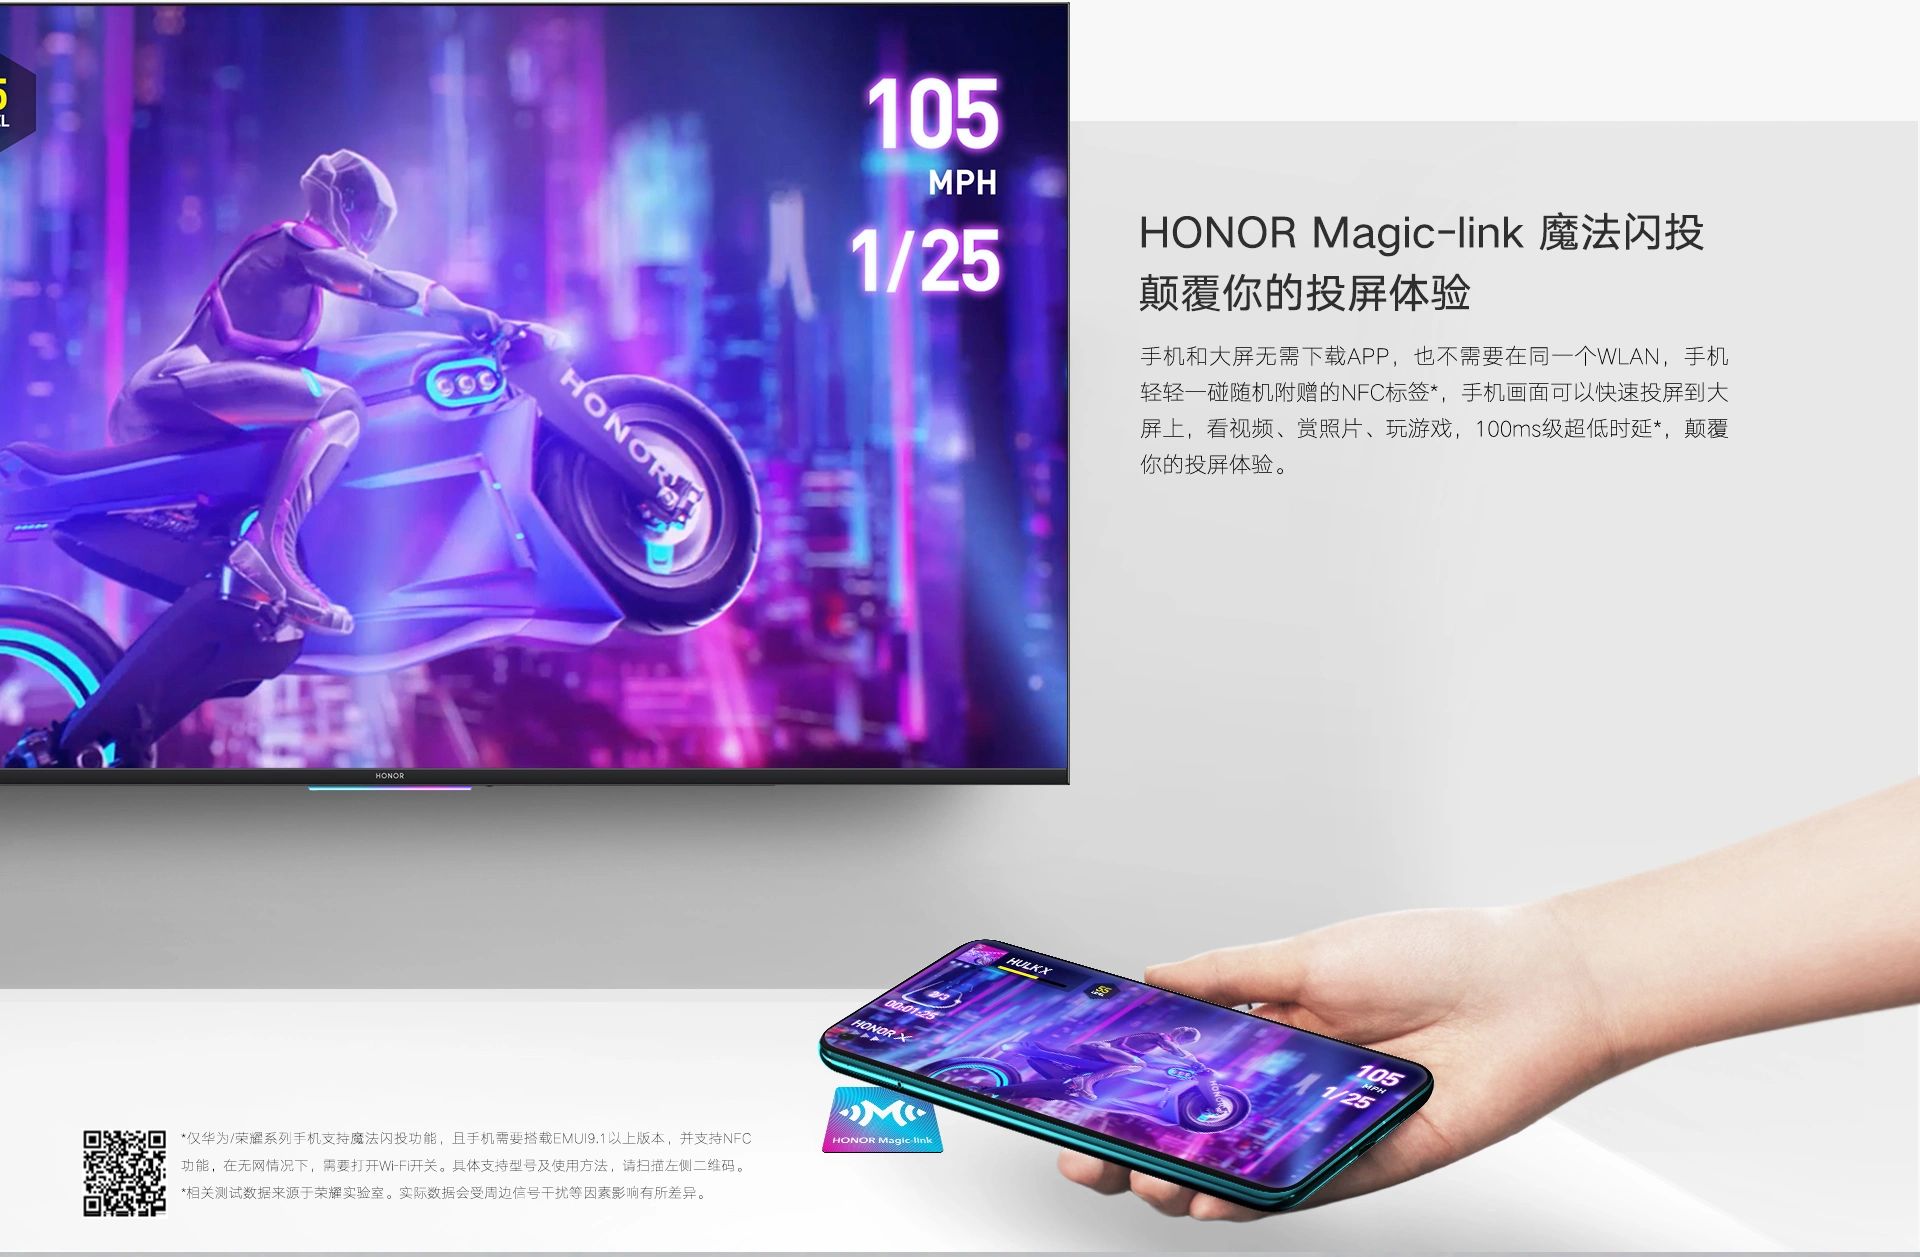 105
MPH
1/25
HONOR
HONOR
HONOR Magic-link 魔法闪投
颠覆你的投屏体验
手机和大屏无需下载APP，也不需要在同一个WLAN，手机
轻轻一碰随机附赠的NFC标签*，手机画面可以快速投屏到大
屏上，看视频、赏照片、玩游戏，100ms级超低时延*，颠覆
你的投屏体验。
HULK X
55
LEVEL
2/3
00:01:25
HONOR X
105
MPH
1/25
HONOR
HONOR Magic-link
*仅华为/荣耀系列手机支持魔法闪投功能，且手机需要搭载EMUI9.1以上版本，并支持NFC
功能，在无网情况下，需要打开Wi-Fi开关。具体支持型号及使用方法，请扫描左侧二维码。
*相关测试数据来源于荣耀实验室。实际数据会受周边信号干扰等因素影响有所差异。